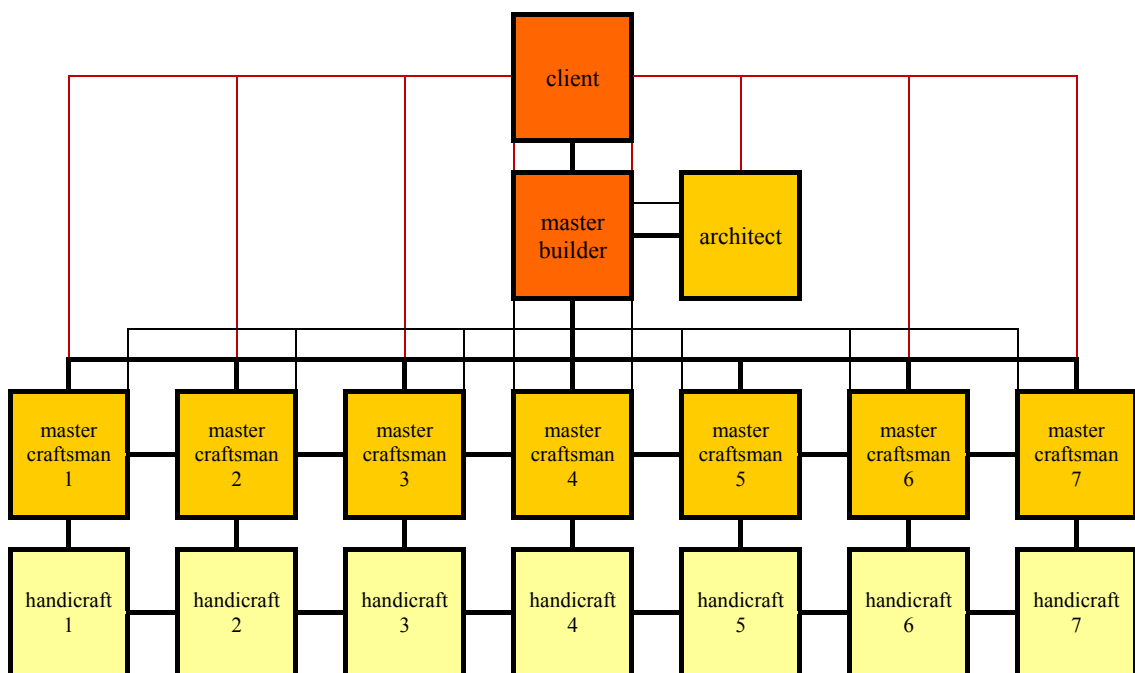 client
master
builder
architect
master
craftsman
1
master
craftsman
2
master
craftsman
3
master
craftsman
4
master
craftsman
5
master
craftsman
6
master
craftsman
7
handicraft
1
handicraft
2
handicraft
3
handicraft
4
handicraft
5
handicraft
6
handicraft
7